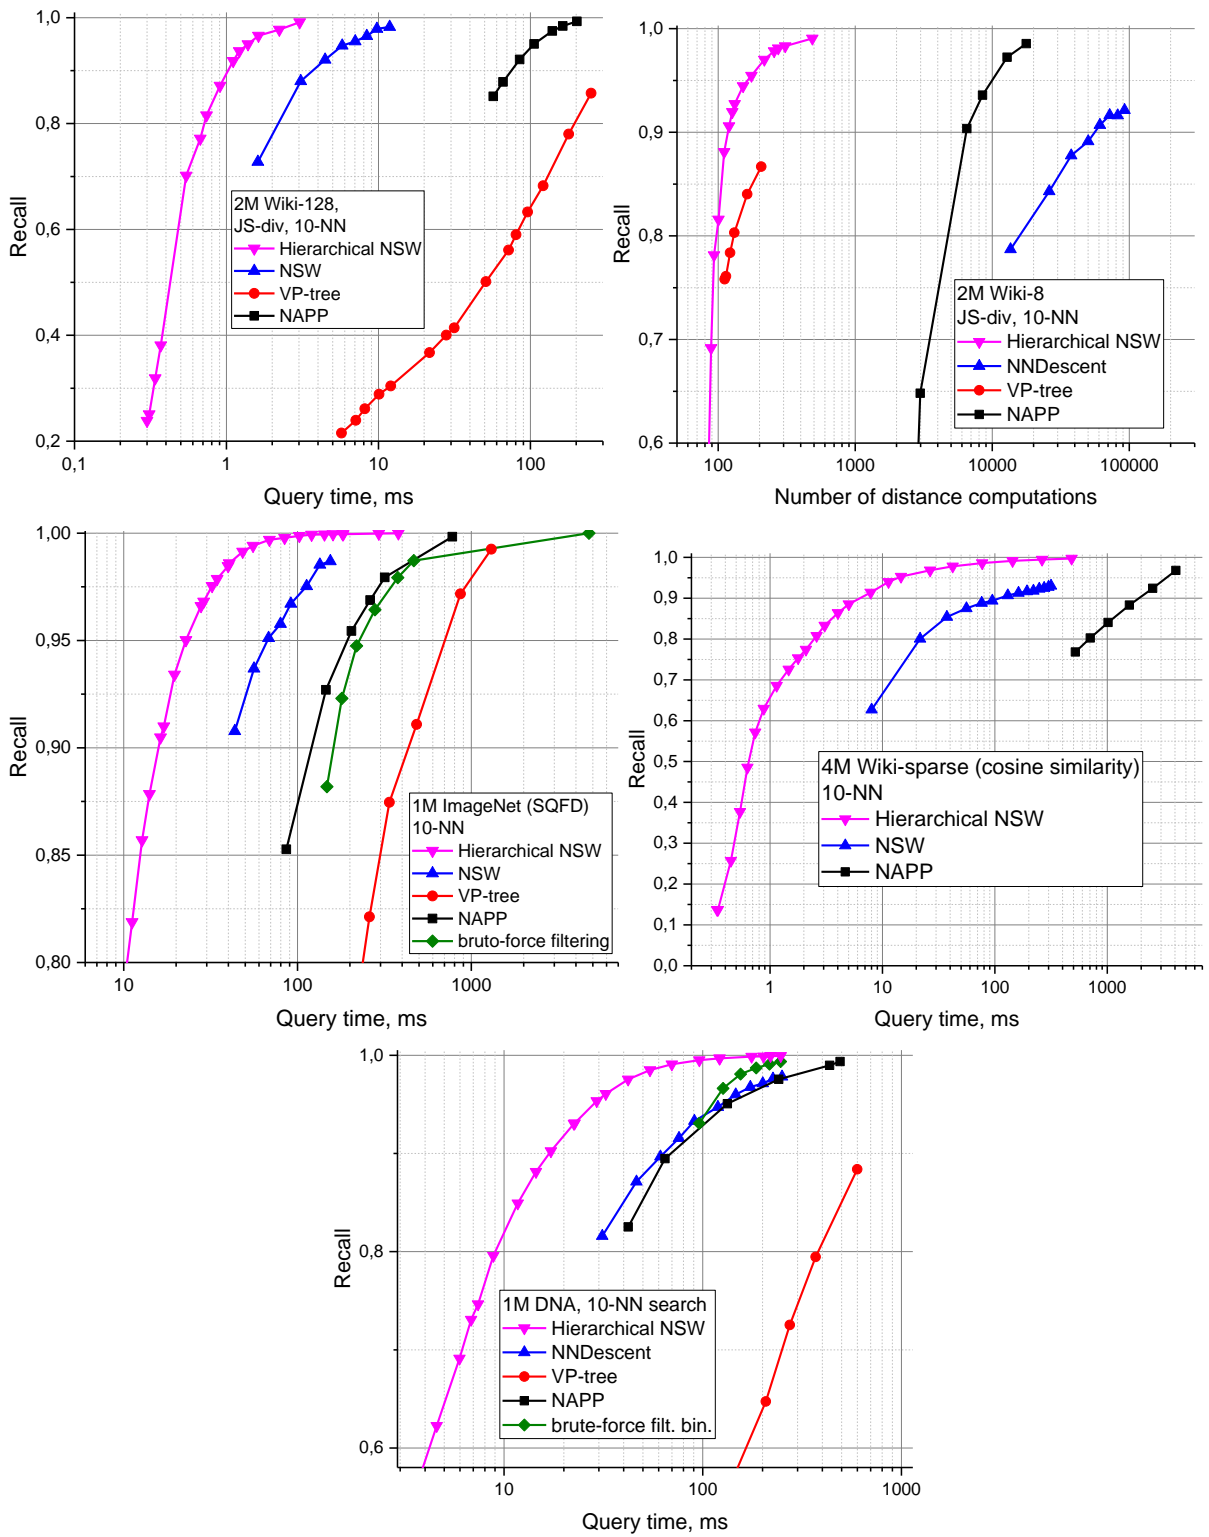 1,0
0,8
0,6
0,4
0,2
Recall
0,1
1
10
100
Query time, ms
2M Wiki-128,
JS-div, 10-NN
Hierarchical NSW
NSW
VP-tree
NAPP
1,0
0,9
0,8
0,7
0,6
Recall
100
1000
10000
100000
Number of distance computations
2M Wiki-8
JS-div, 10-NN
Hierarchical NSW
NNDescent
VP-tree
NAPP
1,00
0,95
0,90
0,85
0,80
Recall
10
100
1000
Query time, ms
1M ImageNet (SQFD)
10-NN
Hierarchical NSW
NSW
VP-tree
NAPP
bruto-force filtering
1,0
0,9
0,8
0,7
0,6
0,5
0,4
0,3
0,2
0,1
0,0
Recall
1
10
100
1000
Query time, ms
4M Wiki-sparse (cosine similarity)
10-NN
Hierarchical NSW
NSW
NAPP
1,0
0,8
0,6
Recall
10
100
1000
Query time, ms
1M DNA, 10-NN search
Hierarchical NSW
NNDescent
VP-tree
NAPP
brute-force filt. bin.